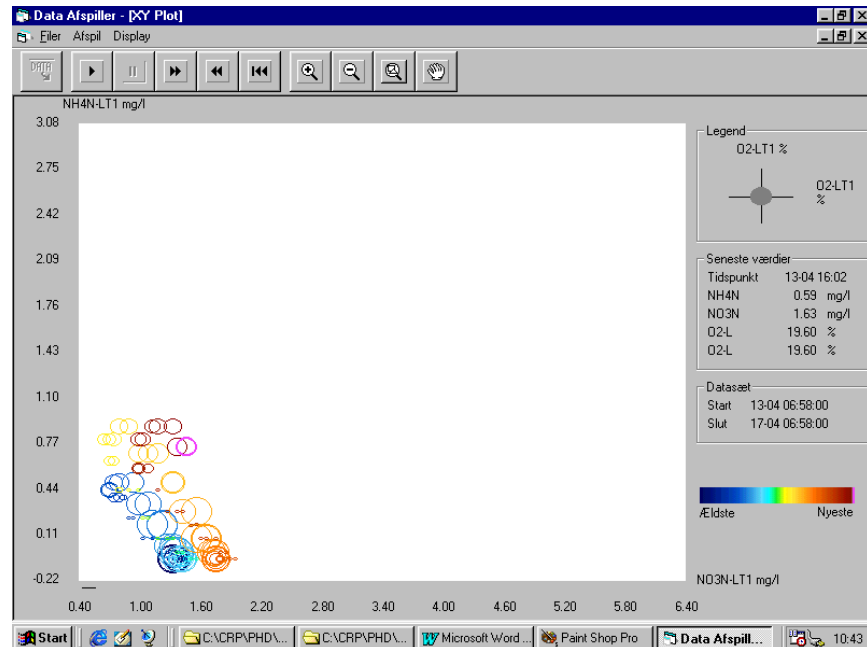 Data Afspiller - [XY Plot]
Filer Afspil Display
DATA
NH4N-LT1 mg/l
3.08
2.75
2.42
2.09
1.76
1.43
1.10
0.77
0.44
0.11
-0.22
0.40 1.00 1.60 2.20 2.80 3.40 4.00 4.60 5.20 5.80 6.40
NO3N-LT1 mg/l
Legend
O2-LT1 %
O2-LT1
%
Seneste værdier
Tidspunkt 13-04 16:02
NH4N 0.59 mg/l
NO3N 1.63 mg/l
O2-L 19.60 %
O2-L 19.60 %
Datasæt
Start 13-04 06:58:00
Slut 17-04 06:58:00
Ældste Nyeste
Start C:\CRP\PHD\... C:\CRP\PHD\... Microsoft Word ... Paint Shop Pro Data Afspill... 10:43